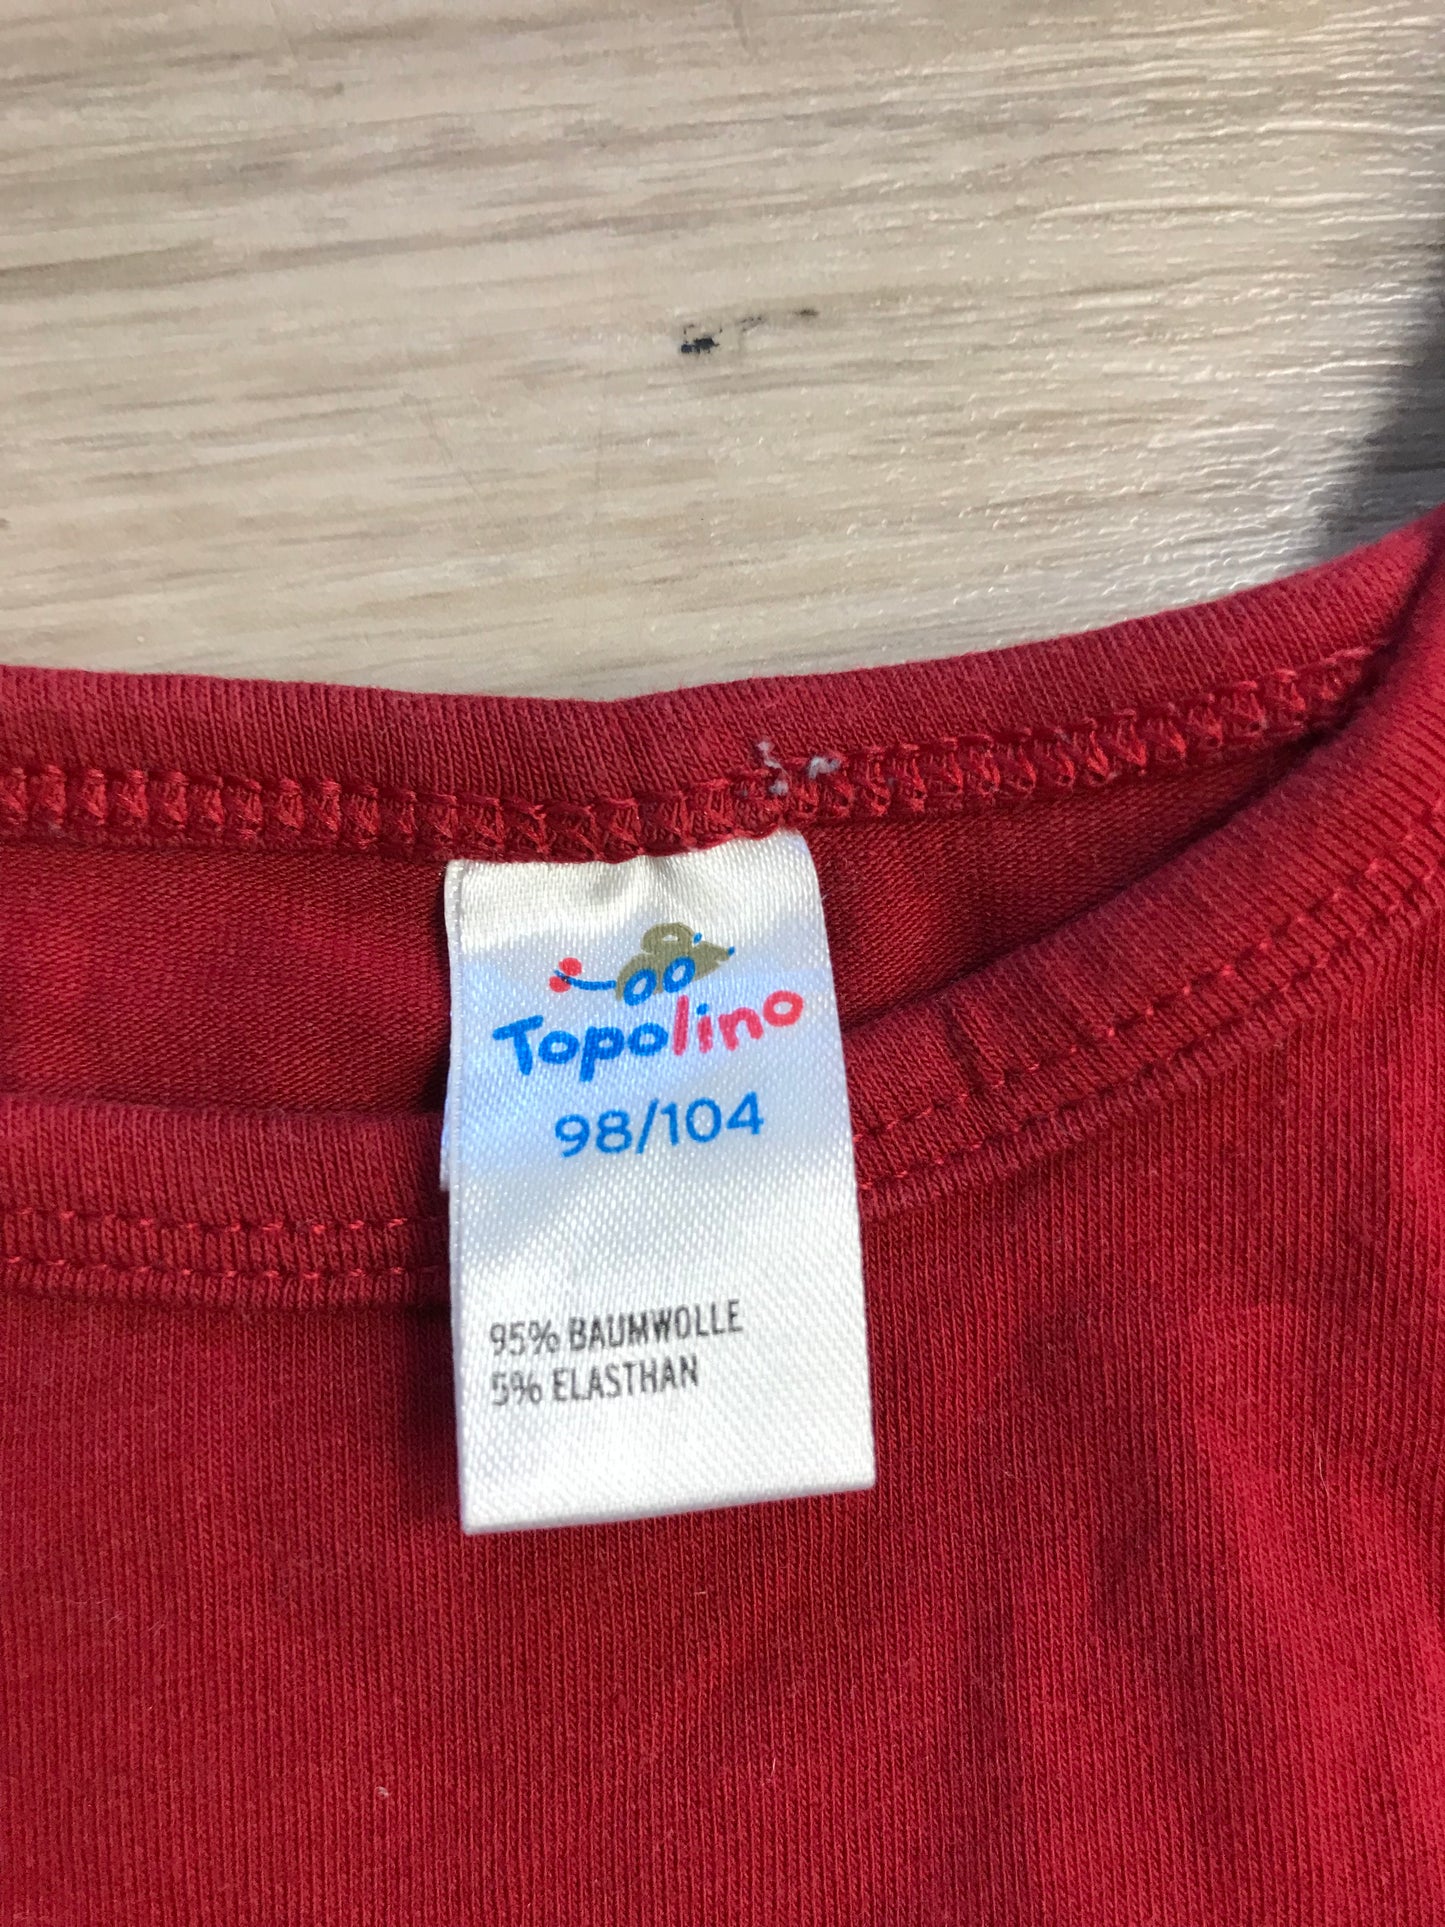 Topolino
98/104
95% BAUMWOLLE
5% ELASTHAN